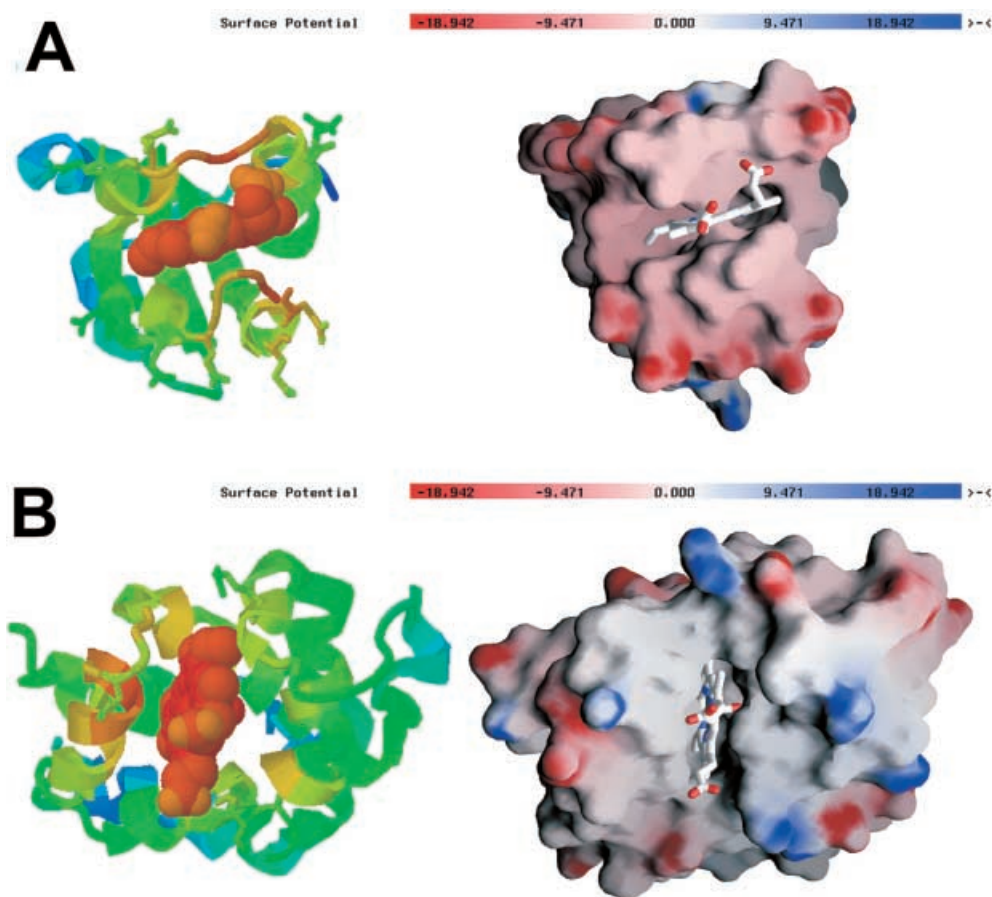 Surface Potential -18.942 -9.471 0.000 9.471 18.942 >-<
A
Surface Potential -18.942 -9.471 0.000 9.471 18.942 >-<
B